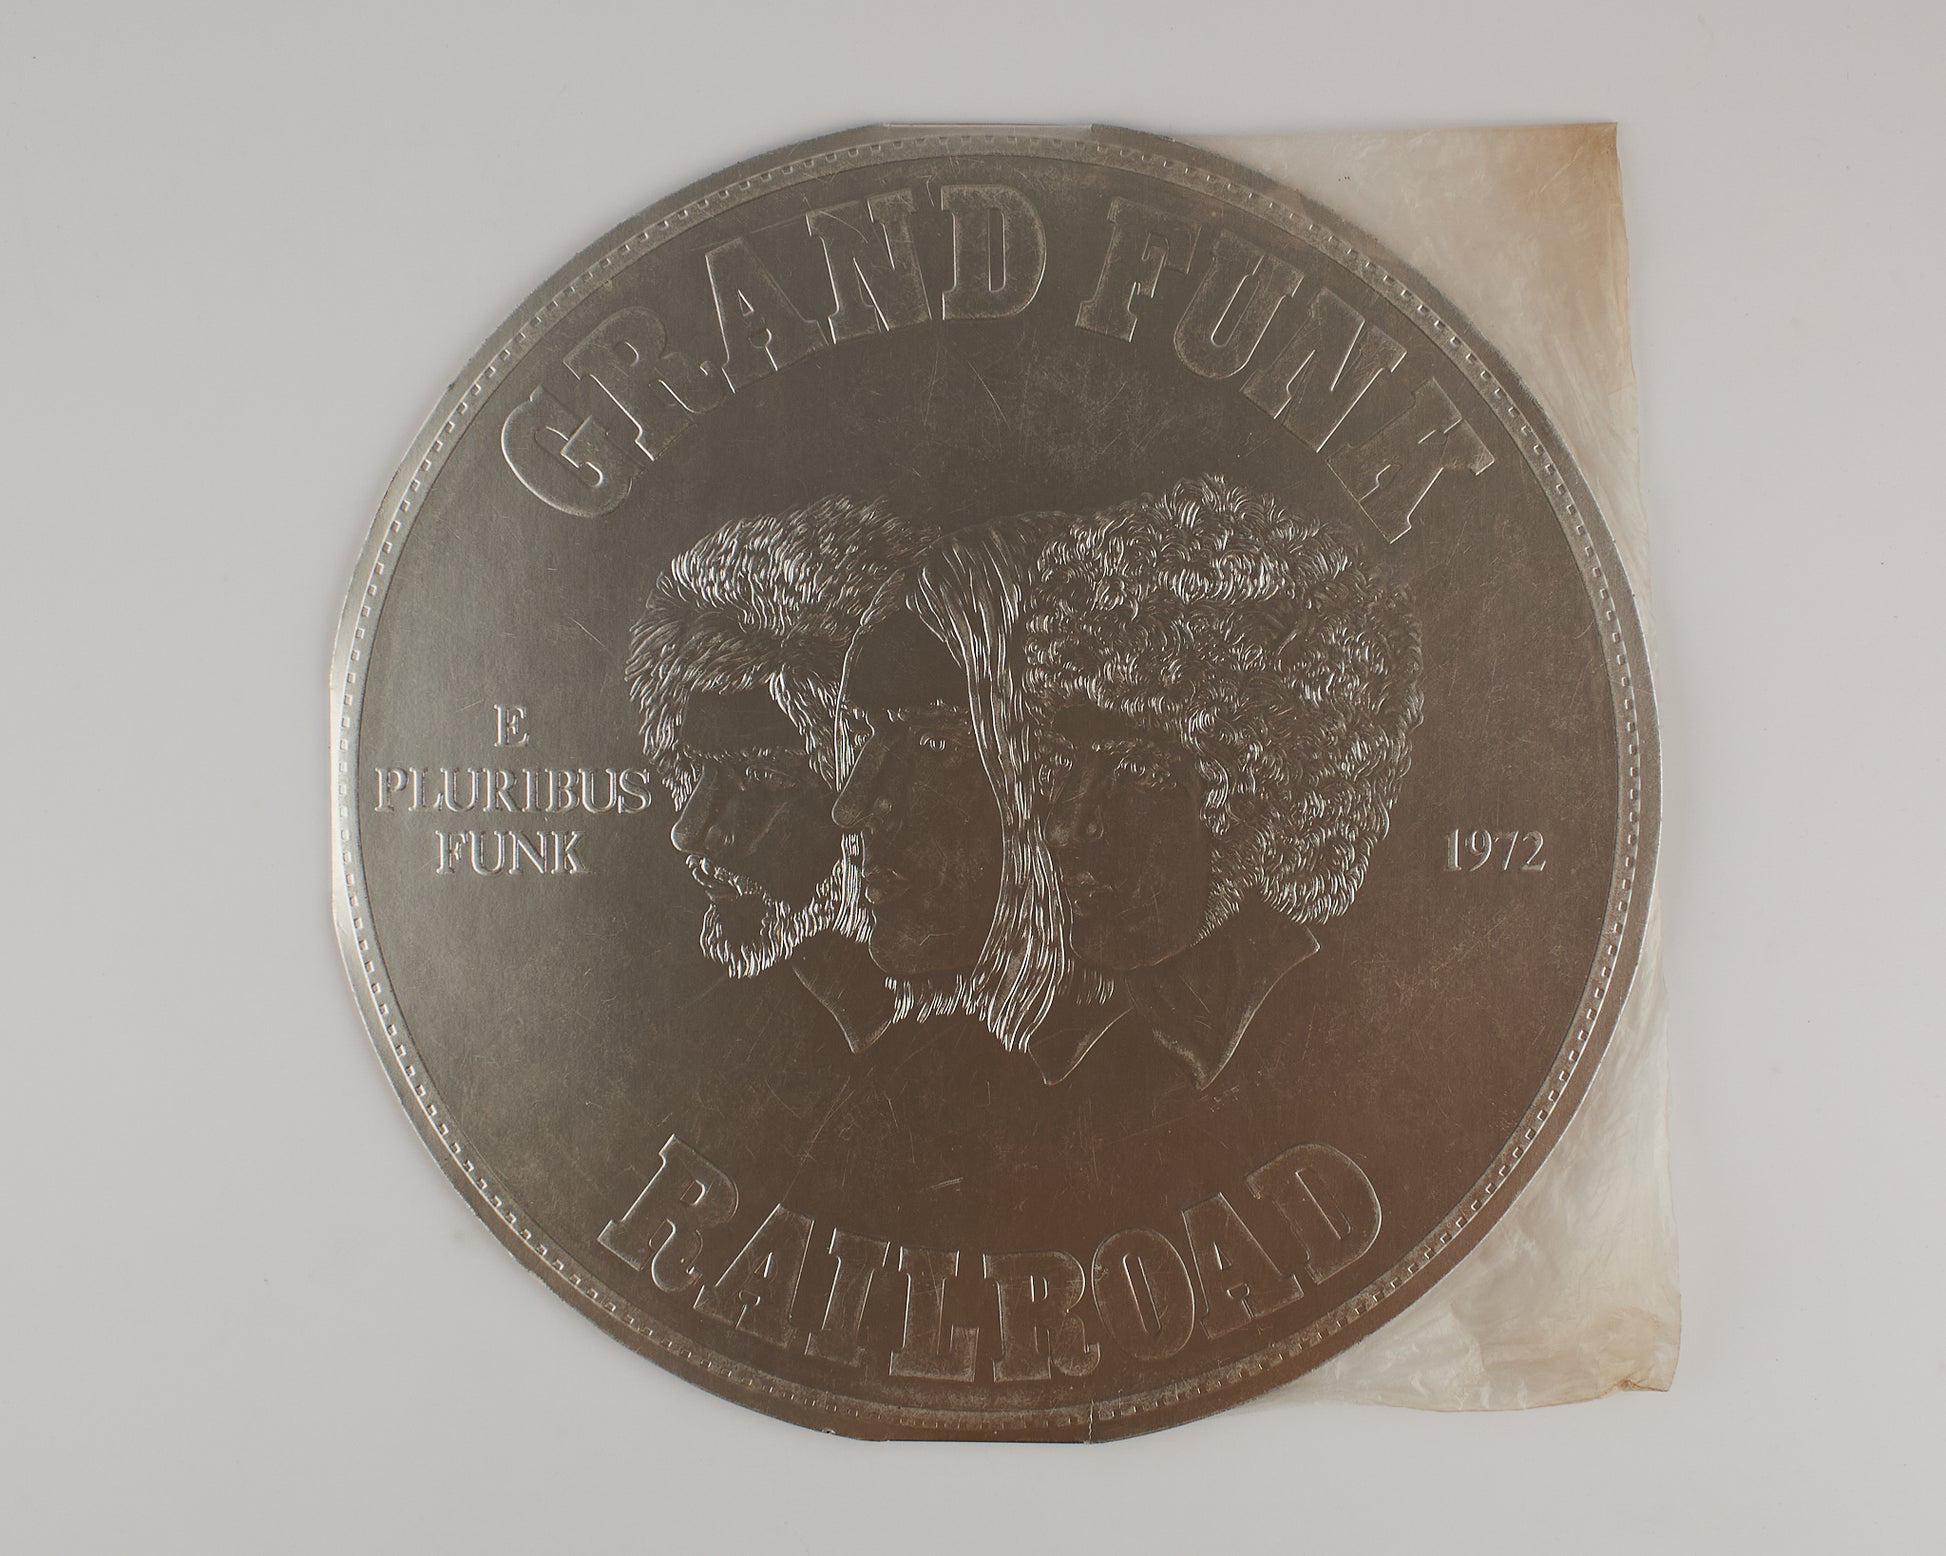 GRAND FUNK
E
PLURIBUS
FUNK
1972
RAILROAD